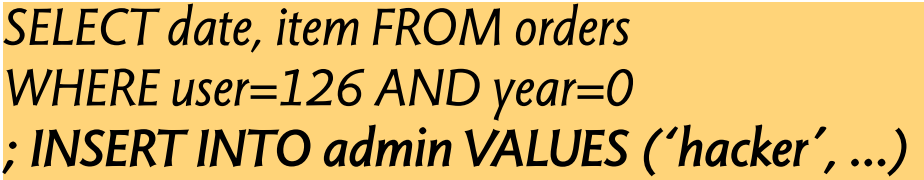 SELECT date, item FROM orders
WHERE user=126 AND year=0
; INSERT INTO admin VALUES (‘hacker’, ...)